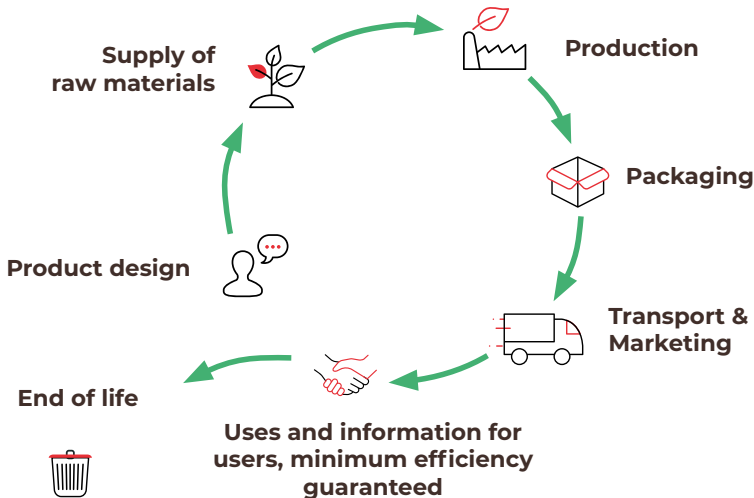 Supply of
raw materials
Production
Packaging
Product design
Transport &
Marketing
End of life
Uses and information for
users, minimum efficiency
guaranteed